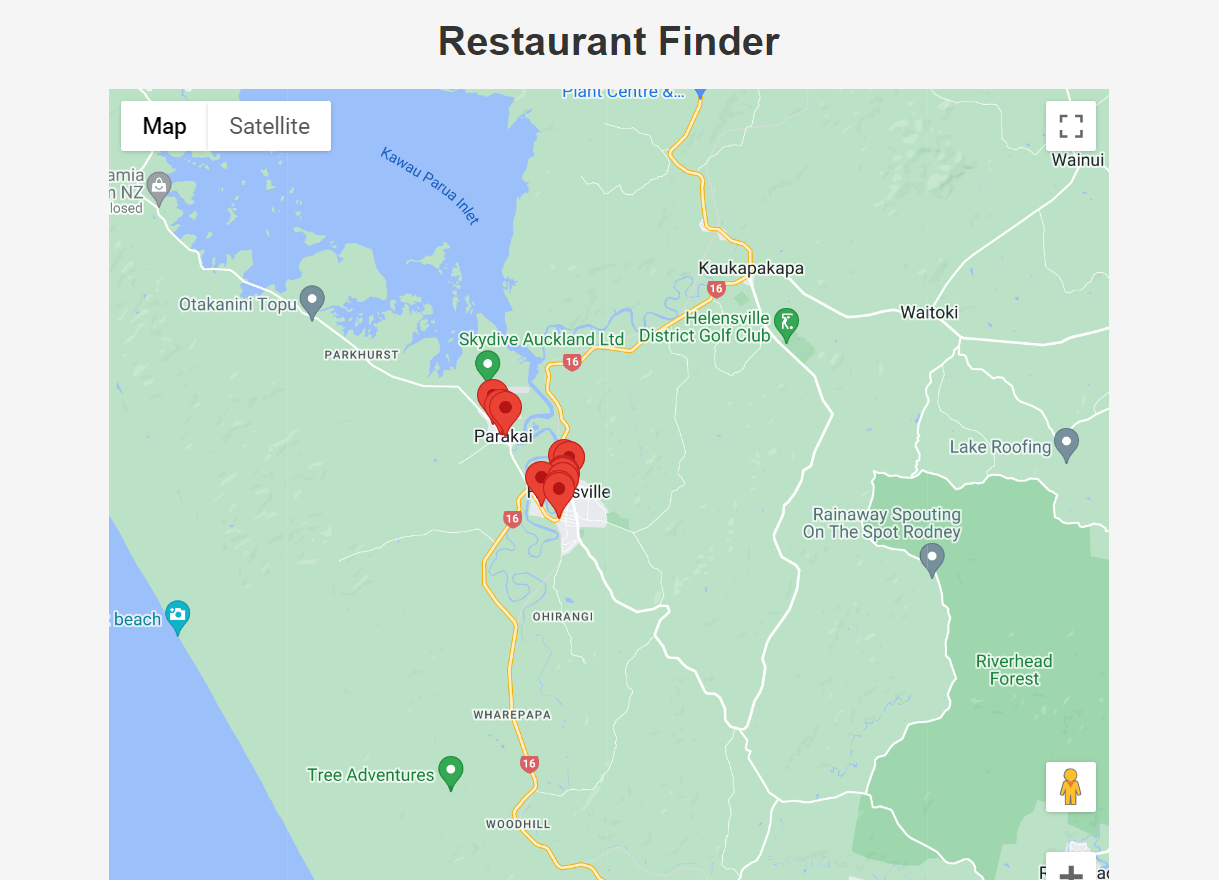 Restaurant Finder
Plant Centre &...
Map
Satellite
Wainui
Kawau Parua Inlet
amia
n NZ
losed
Kaukapakapa
16
Otakanini Topu
Waitoki
Helensville
District Golf Club
Skydive Auckland Ltd
PARKHURST
16
Parakai
Lake Roofing
sville
16
Rainaway Spouting
On The Spot Rodney
beach
OHIRANGI
Riverhead
Forest
WHAREPAPA
16
Tree Adventures
WOODHILL